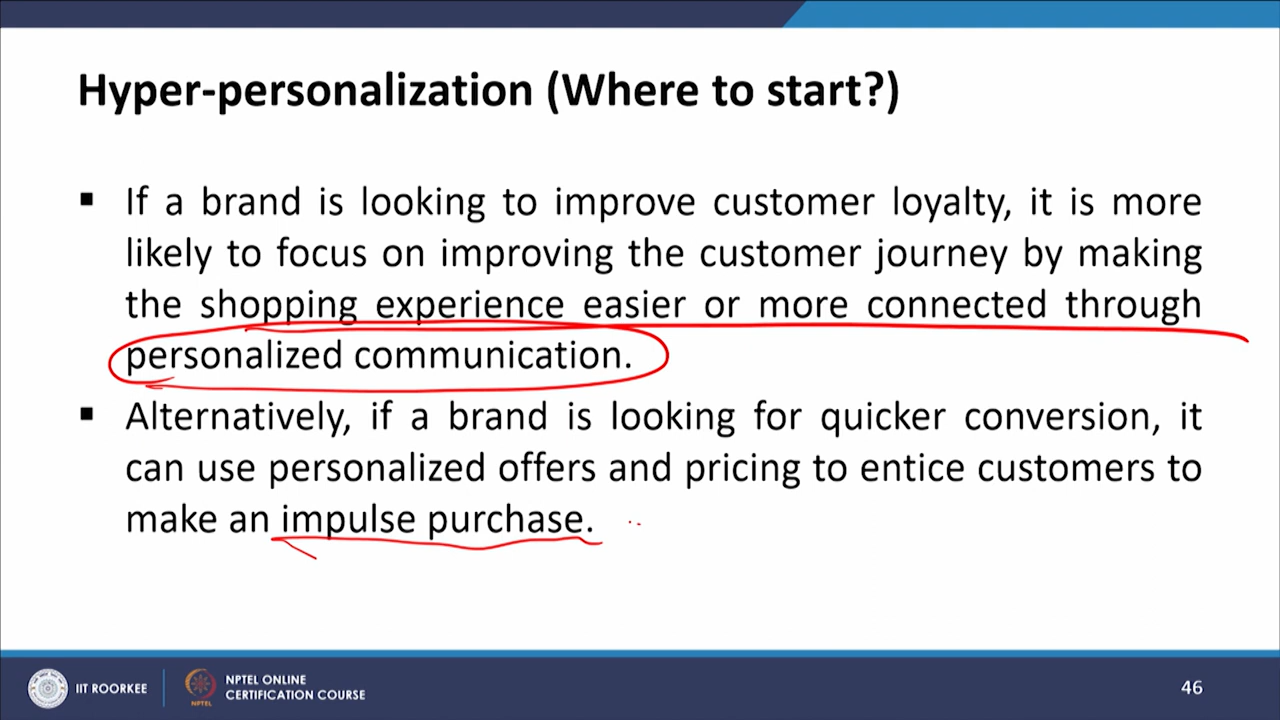 Hyper-personalization (Where to start?)
▪ If a brand is looking to improve customer loyalty, it is more
likely to focus on improving the customer journey by making
the shopping experience easier or more connected through
personalized communication.
▪ Alternatively, if a brand is looking for quicker conversion, it
can use personalized offers and pricing to entice customers to
make an impulse purchase.
IIT ROORKEE
NPTEL
NPTEL ONLINE
CERTIFICATION COURSE
46